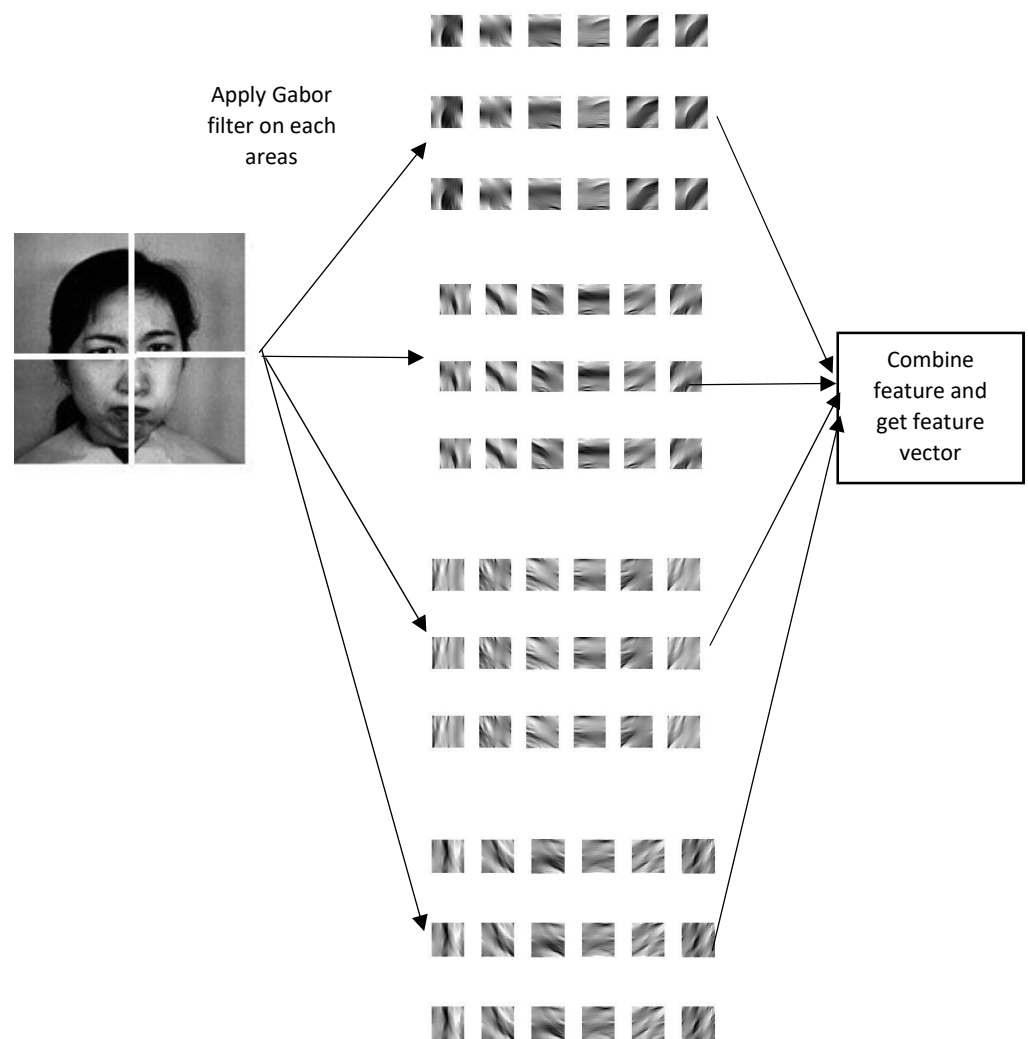 Apply Gabor
filter on each
areas
Combine
feature and
get feature
vector